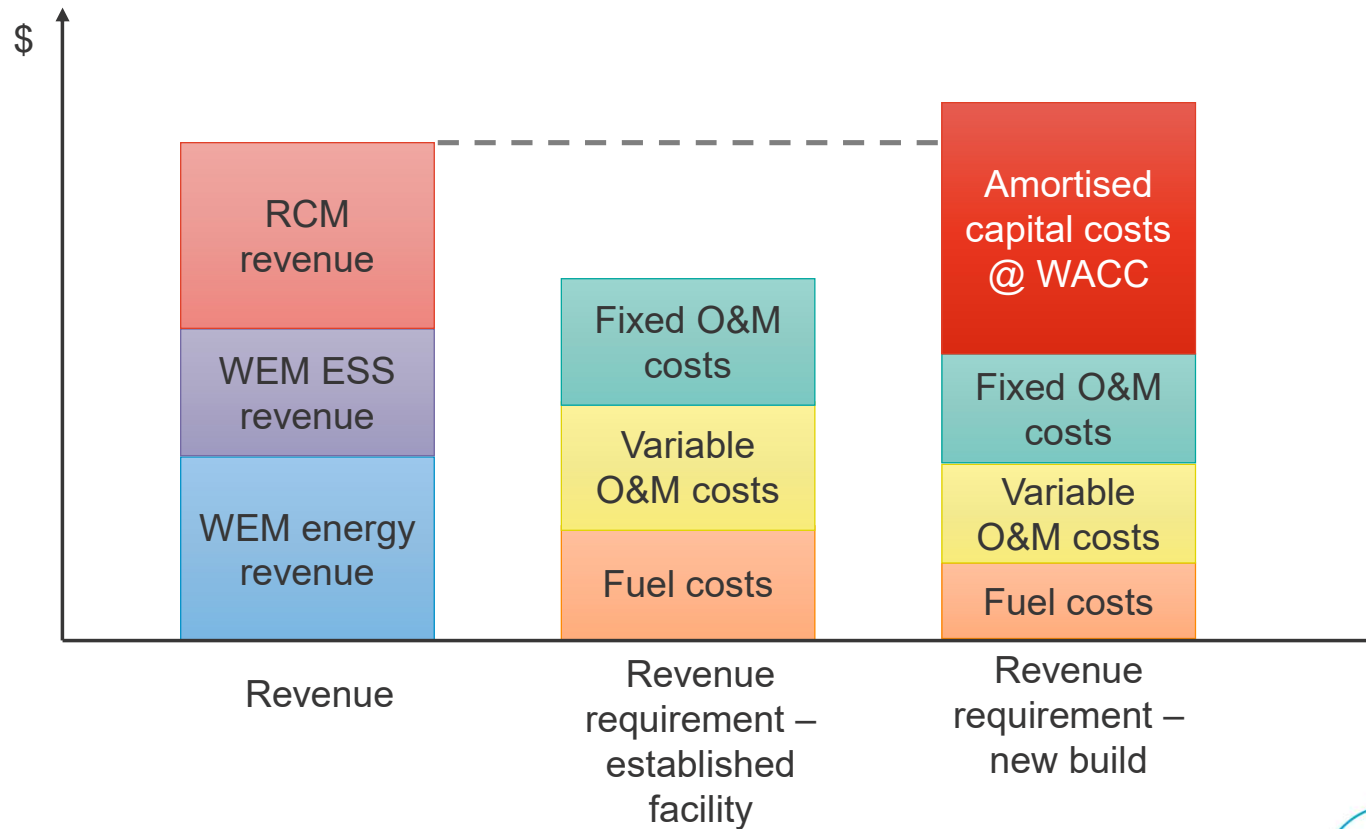 $
RCM
revenue
WEM ESS
revenue
WEM energy
revenue
Fixed O&M
costs
Variable
O&M costs
Fuel costs
Amortised
capital costs
@ WACC
Fixed O&M
costs
Variable
O&M costs
Fuel costs
Revenue
Revenue
requirement –
established
facility
Revenue
requirement –
new build